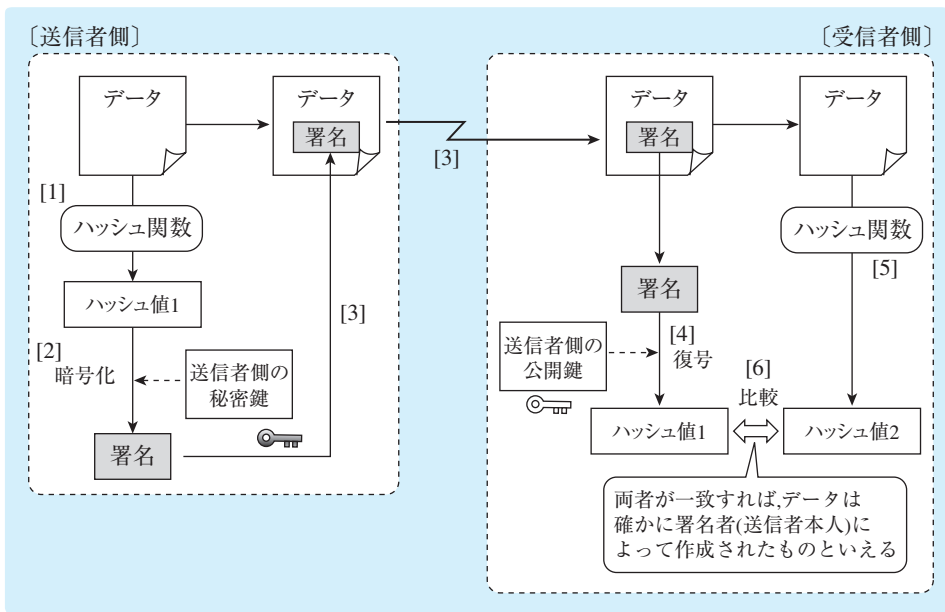 〔送信者側〕
データ
データ
署名
[1]
ハッシュ関数
ハッシュ値1
[2]
暗号化
送信者側の
秘密鍵
署名
[3]
[3]
〔受信者側〕
データ
署名
データ
ハッシュ関数
[5]
署名
[4]
復号
送信者側の
公開鍵
[6]
比較
ハッシュ値1
ハッシュ値2
両者が一致すれば,データは
確かに署名者(送信者本人)に
よって作成されたものといえる